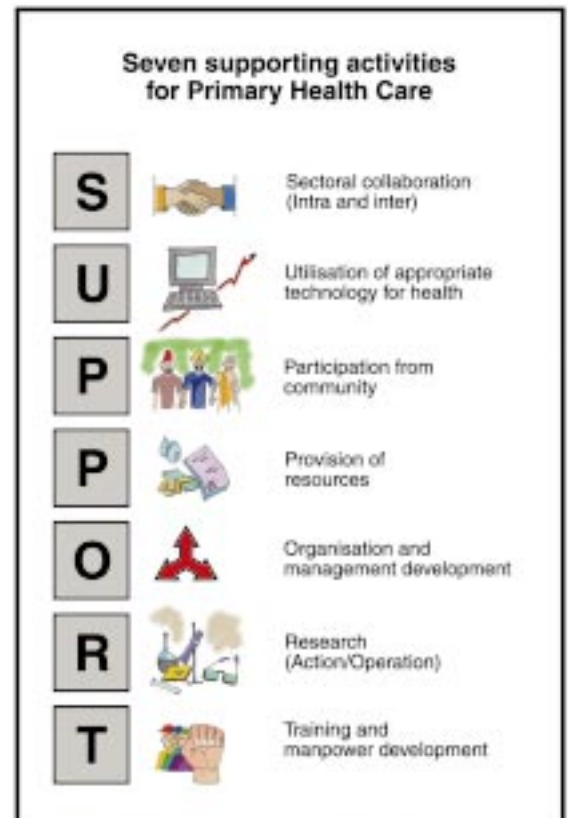 Seven supporting activities
for Primary Health Care
S
Sectoral collaboration
(Intra and inter)
U
Utilisation of appropriate
technology for health
P
Participation from
community
P
Provision of
resources
O
Organisation and
management development
R
Research
(Action/Operation)
T
Training and
manpower development